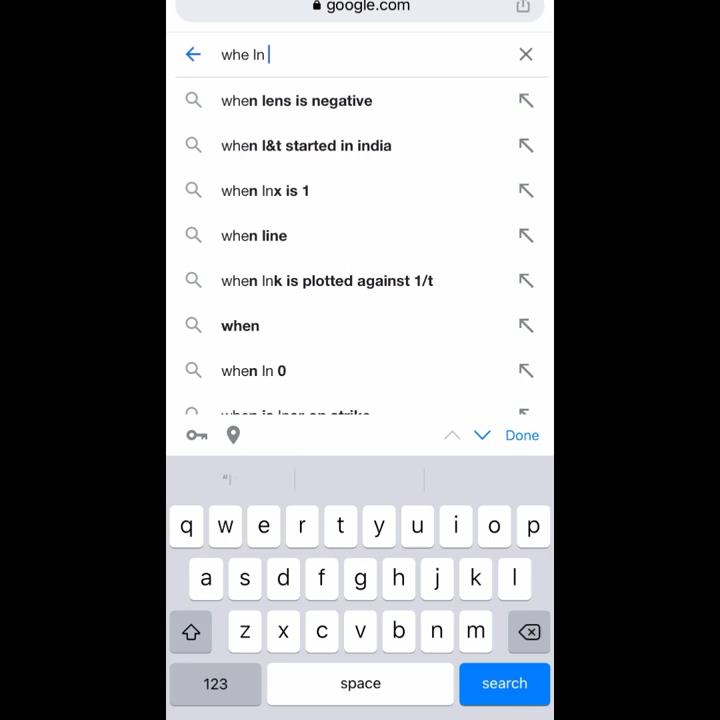 google.com
whe ln
when lens is negative
when l&t started in india
when lnx is 1
when line
when lnk is plotted against 1/t
when
when ln 0
Done
“l
q w e r t y u i o p
a s d f g h j k l
z x c v b n m
123 space search